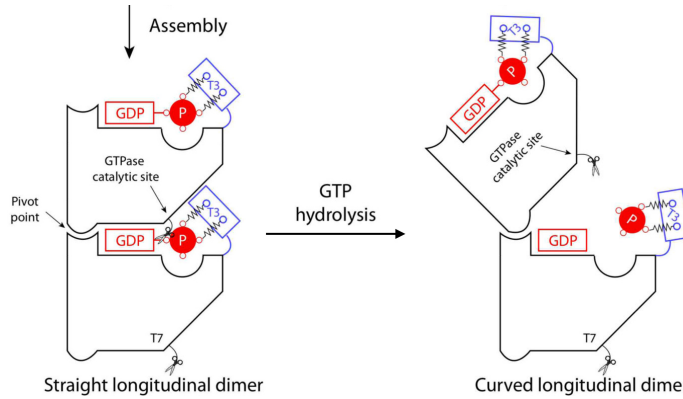 Assembly
T3
GDP
P
GTPase
catalytic site
Pivot
point
T3
GDP
P
T7
Straight longitudinal dimer
GTP
hydrolysis
T3
P
GDP
GTPase
catalytic site
GDP
P
T3
T7
Curved longitudinal dime